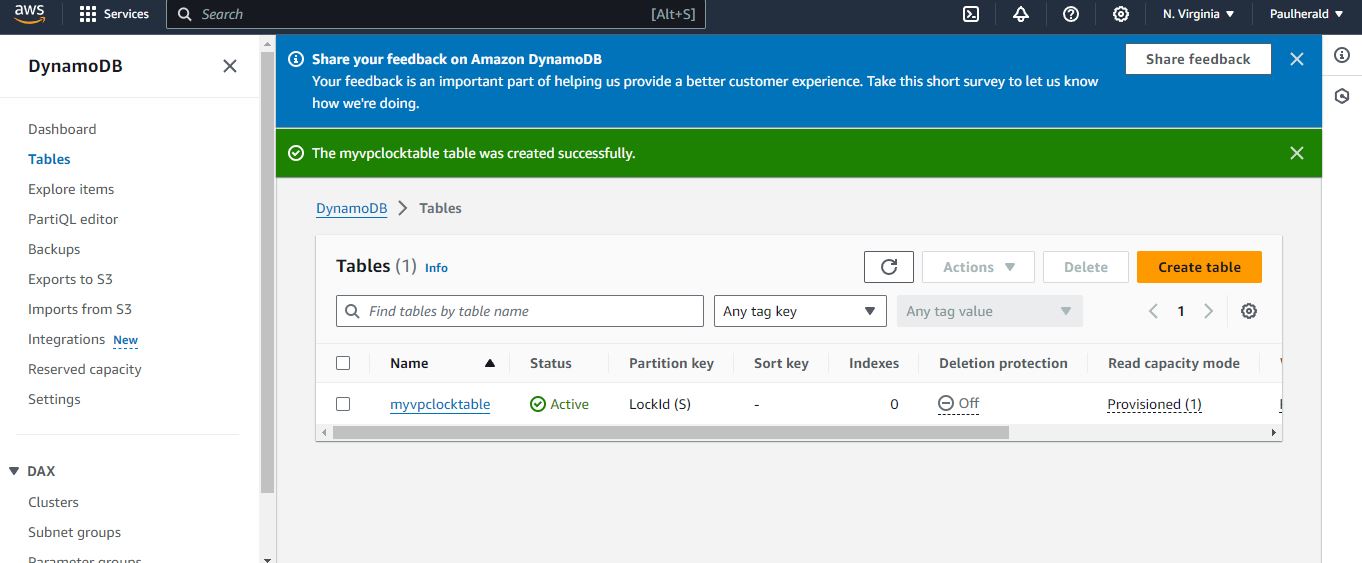 aws
Services
Search
[Alt+S]
N. Virginia
Paulherald
DynamoDB
Dashboard
Tables
Explore items
PartiQL editor
Backups
Exports to S3
Imports from S3
Integrations New
Reserved capacity
Settings
DAX
Clusters
Subnet groups
Parameter groups
Share your feedback on Amazon DynamoDB
Your feedback is an important part of helping us provide a better customer experience. Take this short survey to let us know
how we're doing.
Share feedback
The myvpclocktable table was created successfully.
DynamoDB > Tables
Tables (1) Info
Actions
Delete
Create table
Find tables by table name
Any tag key
Any tag value
1
Name Status Partition key Sort key Indexes Deletion protection Read capacity mode
myvpclocktable Active LockId (S) - 0 Off Provisioned (1)